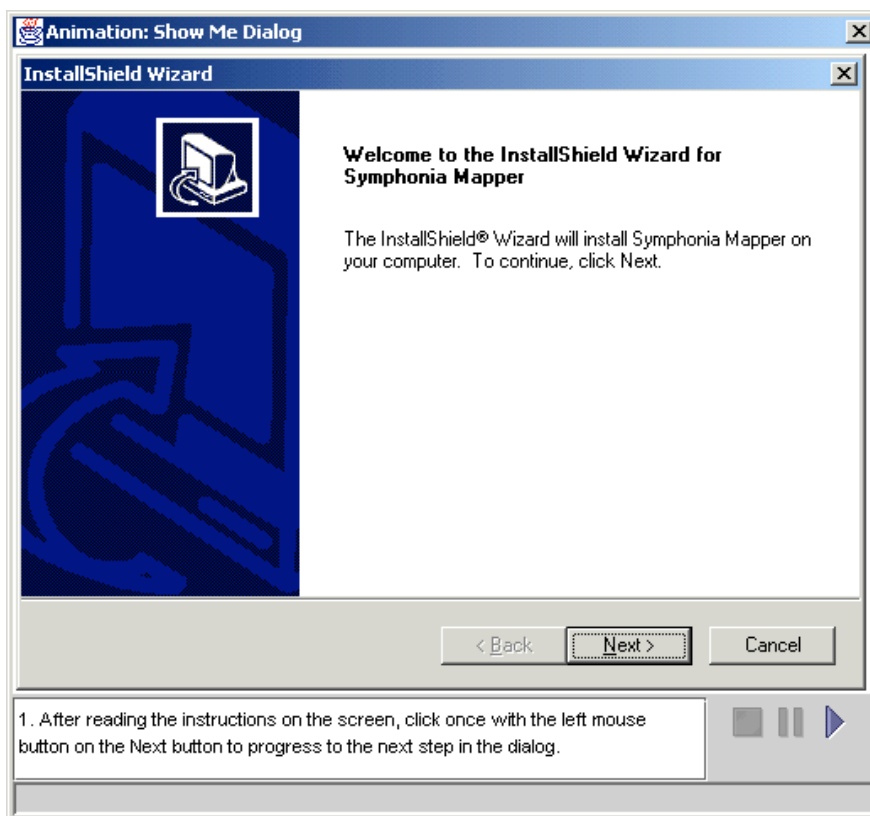 Animation: Show Me Dialog
InstallShield Wizard
Welcome to the InstallShield Wizard for
Symphonia Mapper
The InstallShield® Wizard will install Symphonia Mapper on
your computer. To continue, click Next.
< Back Next > Cancel
1. After reading the instructions on the screen, click once with the left mouse
button on the Next button to progress to the next step in the dialog.